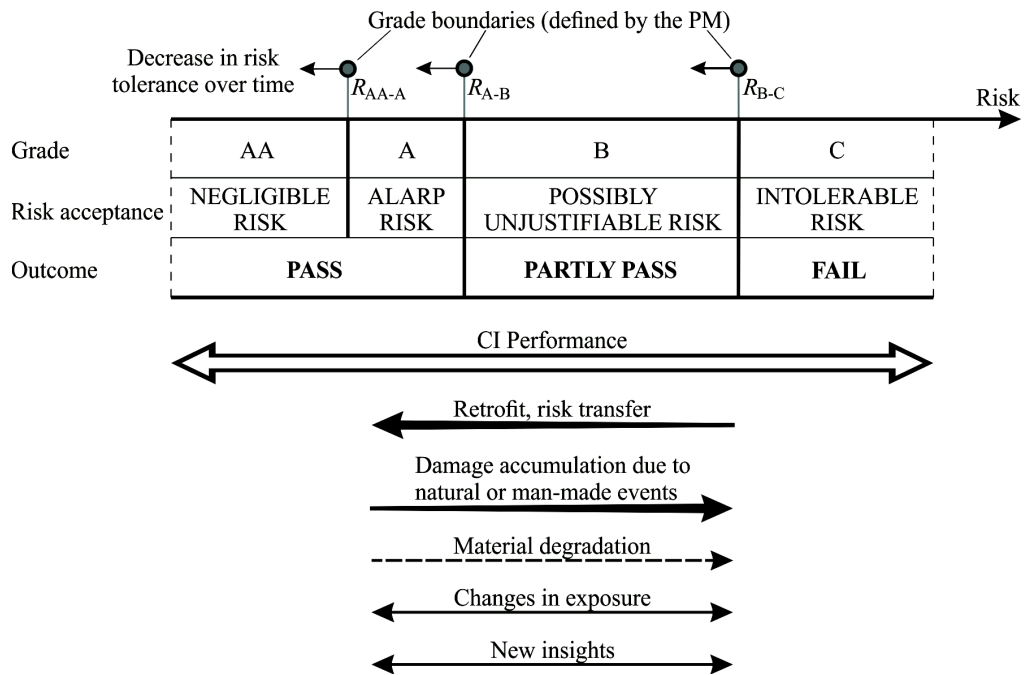 Grade boundaries (defined by the PM)
Decrease in risk
tolerance over time
RAA-A
RA-B
RB-C
Risk
Grade
AA
A
B
C
Risk acceptance
NEGLIGIBLE
RISK
ALARP
RISK
POSSIBLY
UNJUSTIFIABLE RISK
INTOLERABLE
RISK
Outcome
PASS
PARTLY PASS
FAIL
CI Performance
Retrofit, risk transfer
Damage accumulation due to
natural or man-made events
Material degradation
Changes in exposure
New insights